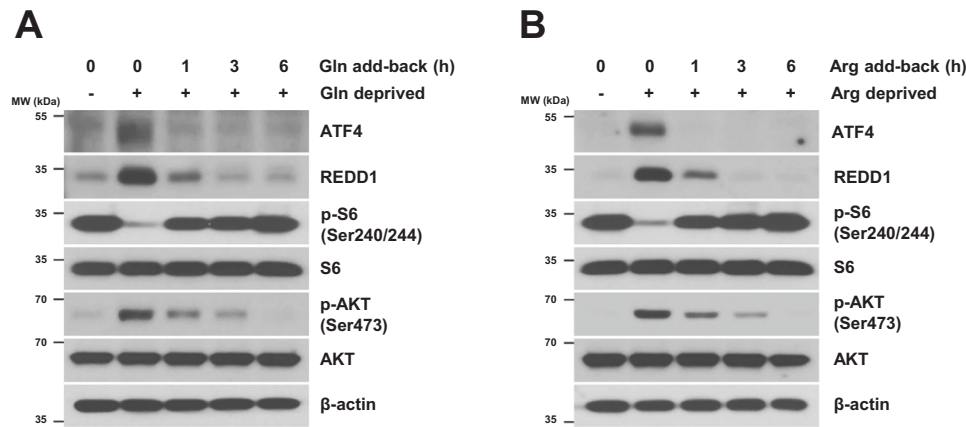 A
0 0 1 3 6 Gln add-back (h)
- + + + + Gln deprived
MW (kDa)
55
ATF4
35
REDD1
35
p-S6
(Ser240/244)
35
S6
70
p-AKT
(Ser473)
70
AKT
β-actin
35
B
0 0 1 3 6 Arg add-back (h)
- + + + + Arg deprived
MW (kDa)
55
ATF4
35
REDD1
35
p-S6
(Ser240/244)
35
S6
70
p-AKT
(Ser473)
70
AKT
β-actin
35